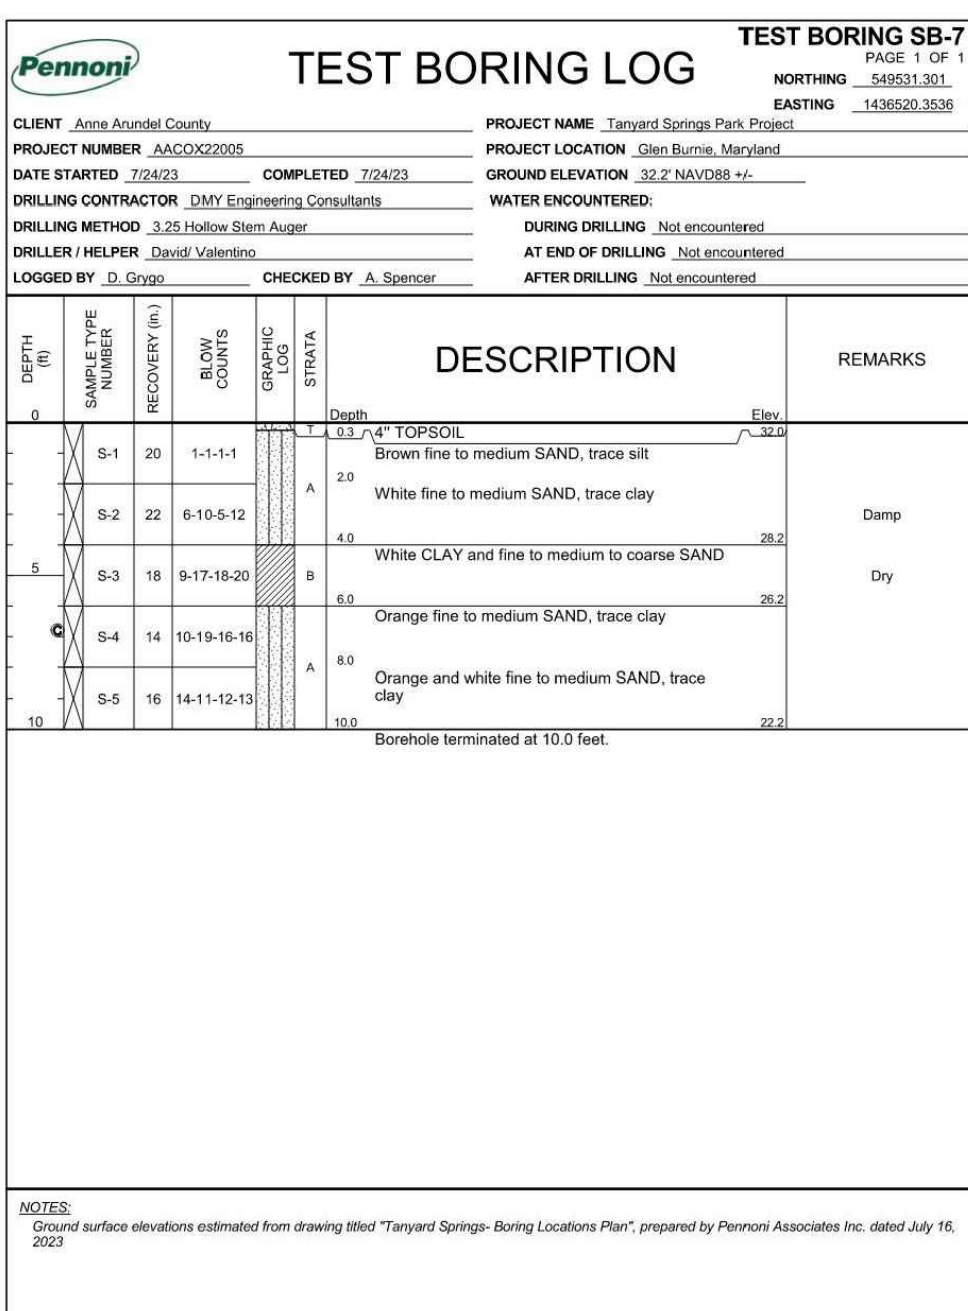 Pennoni
TEST BORING LOG
TEST BORING SB-7
PAGE 1 OF 1
NORTHING 549531.301
EASTING 1436520.3536
CLIENT Anne Arundel County
PROJECT NAME Tanyard Springs Park Project
PROJECT NUMBER AACOX22005
PROJECT LOCATION Glen Burnie, Maryland
DATE STARTED 7/24/23 COMPLETED 7/24/23
GROUND ELEVATION 32.2' NAVD88 +/-
DRILLING CONTRACTOR DMY Engineering Consultants
WATER ENCOUNTERED:
DRILLING METHOD 3.25 Hollow Stem Auger
DURING DRILLING Not encountered
DRILLER / HELPER David/ Valentino
AT END OF DRILLING Not encountered
LOGGED BY D. Grygo CHECKED BY A. Spencer
AFTER DRILLING Not encountered
DEPTH
(ft)
SAMPLE TYPE
NUMBER
RECOVERY (in.)
BLOW
COUNTS
GRAPHIC
LOG
STRATA
DESCRIPTION
REMARKS
0
Depth
Elev.
T 0.3 4" TOPSOIL 32.0
S-1 20 1-1-1-1
Brown fine to medium SAND, trace silt
2.0
A
White fine to medium SAND, trace clay
S-2 22 6-10-5-12
Damp
4.0 28.2
White CLAY and fine to medium to coarse SAND
5
S-3 18 9-17-18-20 B
Dry
6.0 26.2
Orange fine to medium SAND, trace clay
C
S-4 14 10-19-16-16
8.0
A
Orange and white fine to medium SAND, trace
clay
S-5 16 14-11-12-13
10 10.0 22.2
Borehole terminated at 10.0 feet.
NOTES:
Ground surface elevations estimated from drawing titled "Tanyard Springs- Boring Locations Plan", prepared by Pennoni Associates Inc. dated July 16,
2023